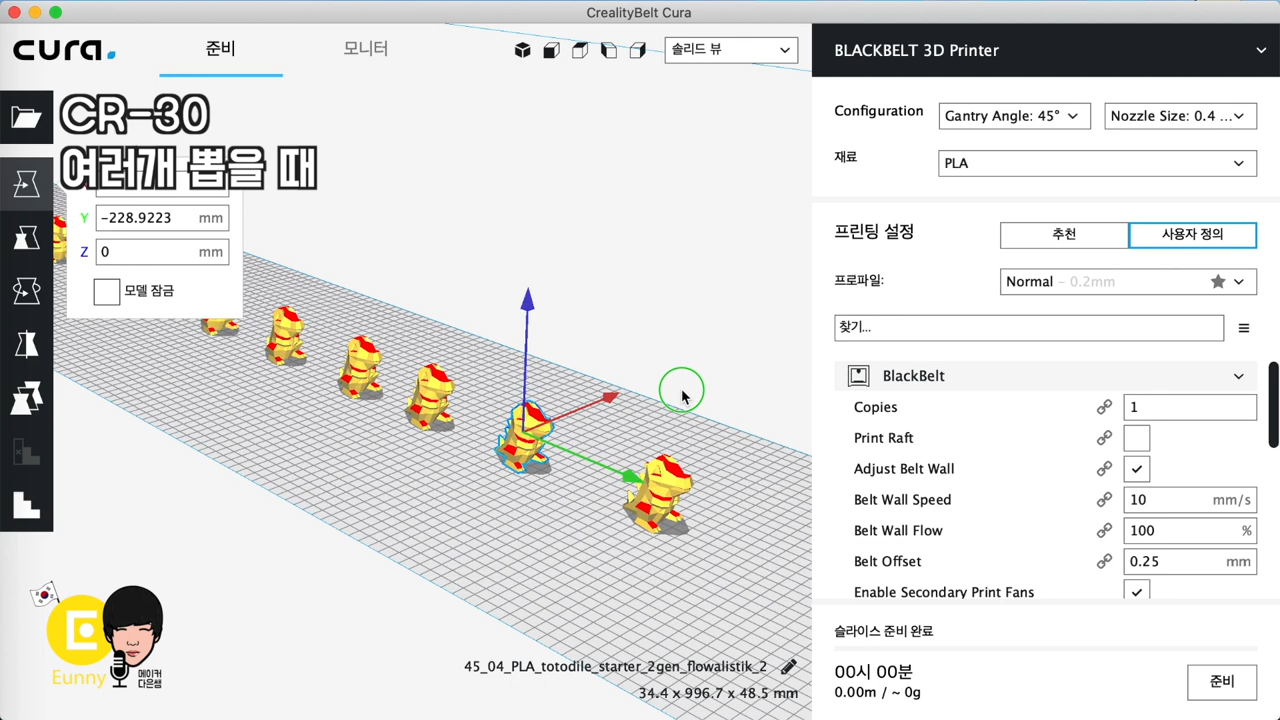 CrealityBelt Cura
cura.
준비
모니터
솔리드 뷰
BLACKBELT 3D Printer
CR-30
여러개 뽑을 때
Y
-228.9223
mm
Z
0
mm
모델 잠금
Configuration
Gantry Angle: 45°
Nozzle Size: 0.4 ...
재료
PLA
프린팅 설정
추천
사용자 정의
프로파일:
Normal – 0.2mm
찾기...
BlackBelt
Copies
1
Print Raft
Adjust Belt Wall
Belt Wall Speed
10
mm/s
Belt Wall Flow
100
%
Belt Offset
0.25
mm
Enable Secondary Print Fans
슬라이스 준비 완료
00시 00분
0.00m / ~ 0g
준비
45_04_PLA_totodile_starter_2gen_flowalistik_2
34.4 x 996.7 x 48.5 mm
Eunny
메이커
다은쌤